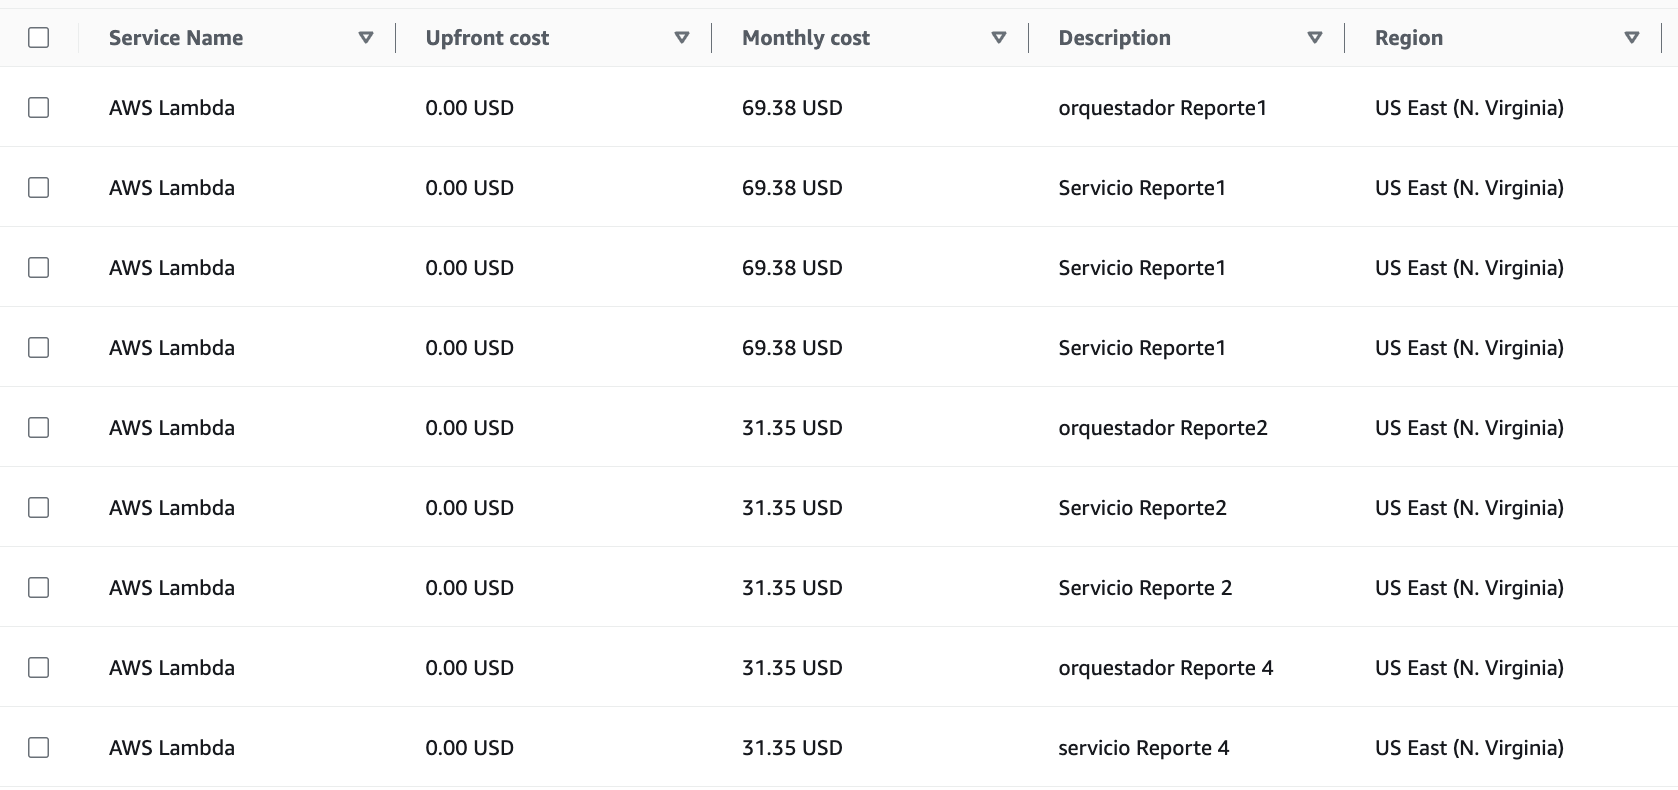 Service Name Upfront cost Monthly cost Description Region
AWS Lambda 0.00 USD 69.38 USD orquestador Reporte1 US East (N. Virginia)
AWS Lambda 0.00 USD 69.38 USD Servicio Reporte1 US East (N. Virginia)
AWS Lambda 0.00 USD 69.38 USD Servicio Reporte1 US East (N. Virginia)
AWS Lambda 0.00 USD 69.38 USD Servicio Reporte1 US East (N. Virginia)
AWS Lambda 0.00 USD 31.35 USD orquestador Reporte2 US East (N. Virginia)
AWS Lambda 0.00 USD 31.35 USD Servicio Reporte2 US East (N. Virginia)
AWS Lambda 0.00 USD 31.35 USD Servicio Reporte 2 US East (N. Virginia)
AWS Lambda 0.00 USD 31.35 USD orquestador Reporte 4 US East (N. Virginia)
AWS Lambda 0.00 USD 31.35 USD servicio Reporte 4 US East (N. Virginia)